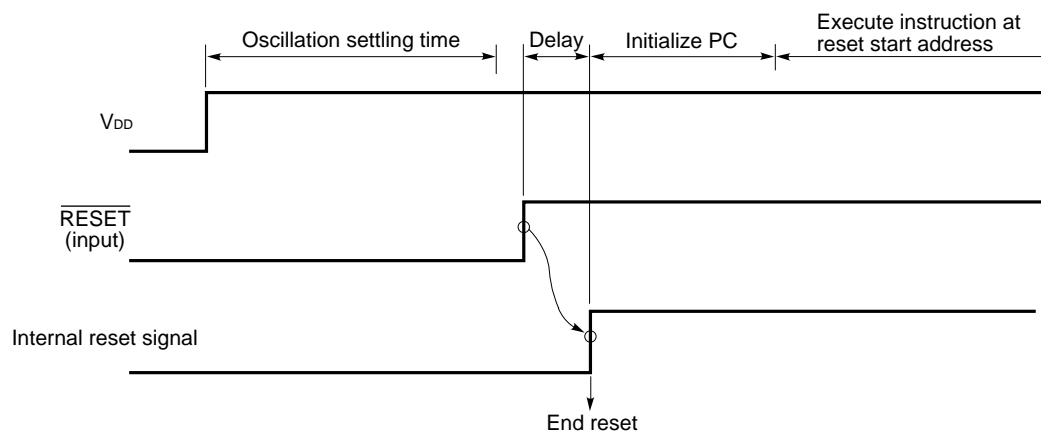 Oscillation settling time
Delay
Initialize PC
Execute instruction at
reset start address
VDD
RESET
(input)
Internal reset signal
End reset